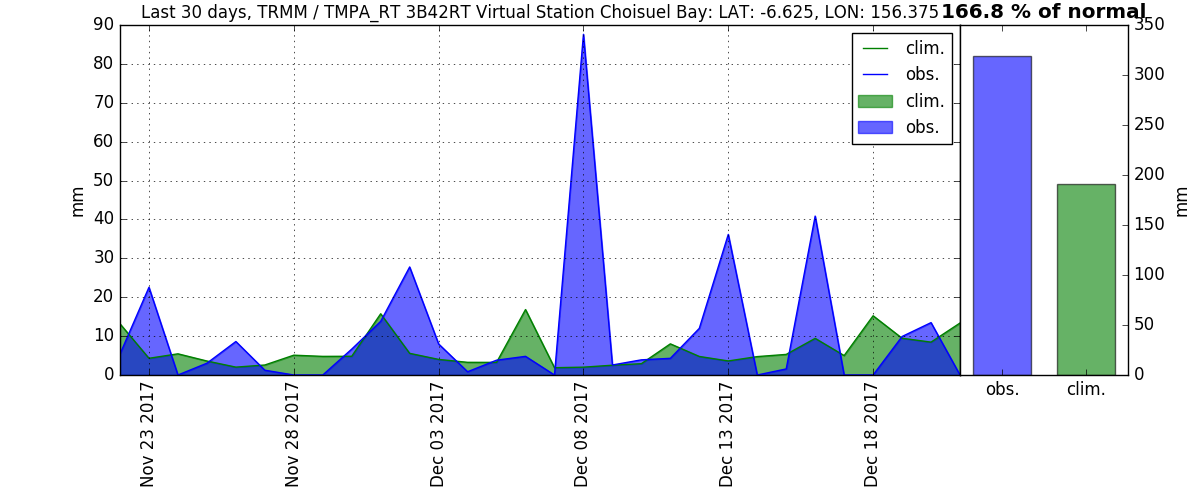 Last 30 days, TRMM / TMPA_RT 3B42RT Virtual Station Choisuel Bay: LAT: -6.625, LON: 156.375
166.8 % of normal
90
80
70
60
50
40
30
20
10
0
mm
clim.
obs.
clim.
obs.
Nov 23 2017
Nov 28 2017
Dec 03 2017
Dec 08 2017
Dec 13 2017
Dec 18 2017
350
300
250
200
150
100
50
0
mm
obs.
clim.